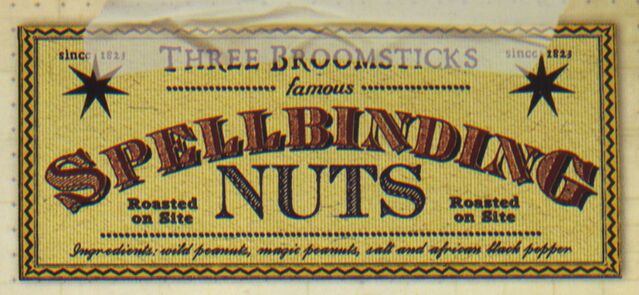 since 1823 THREE BROOMSTICKS since 1823
famous
SPELLBINDING
NUTS
Roasted on Site
Roasted on Site
Ingredients: wild peanuts, magic peanuts, salt and african black pepper